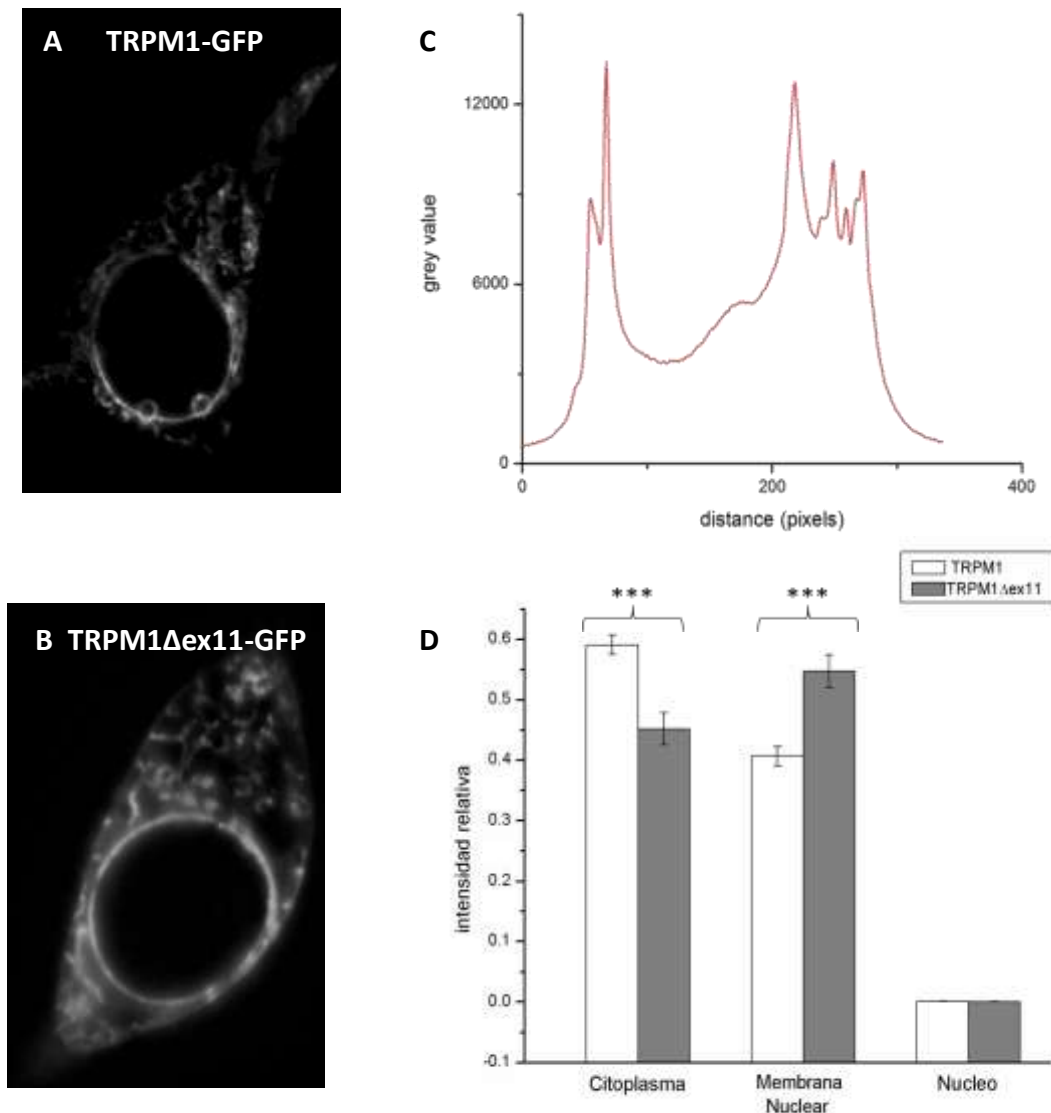 A TRPM1-GFP
C
12000
6000
0
grey value
0 200 400
distance (pixels)
B TRPM1Δex11-GFP
D
TRPM1
TRPM1Δex11
*** ***
0.6
0.5
0.4
0.3
0.2
0.1
0.0
-0.1
intensidad relativa
Citoplasma
Membrana
Nuclear
Nucleo